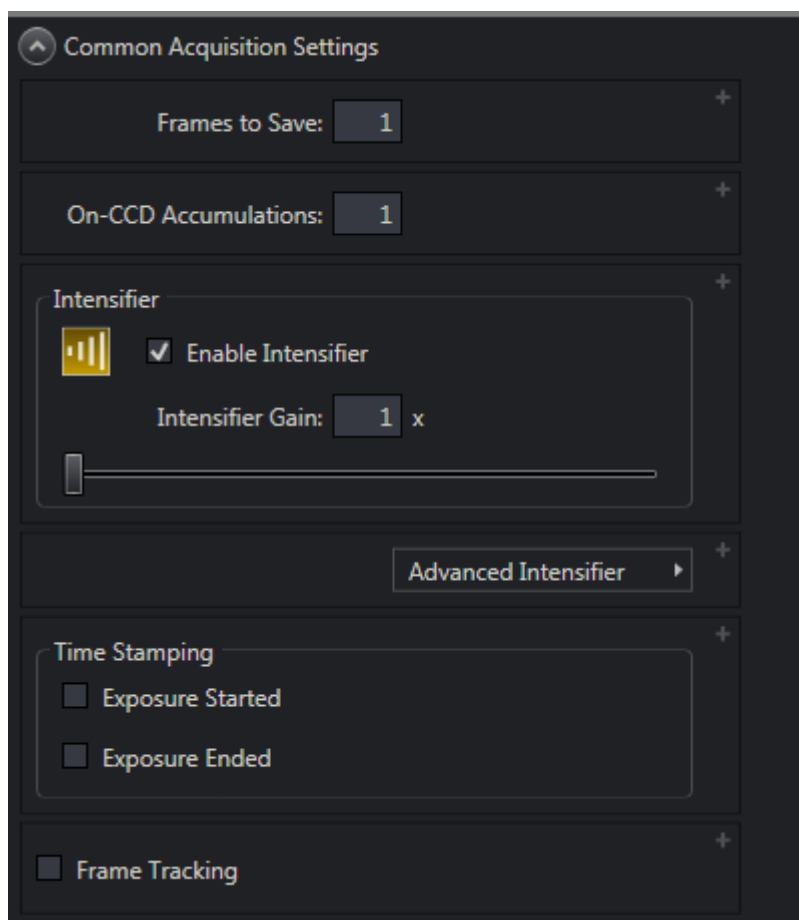 Common Acquisition Settings
Frames to Save: 1
On-CCD Accumulations: 1
Intensifier
Enable Intensifier
Intensifier Gain: 1 x
Advanced Intensifier
Time Stamping
Exposure Started
Exposure Ended
Frame Tracking